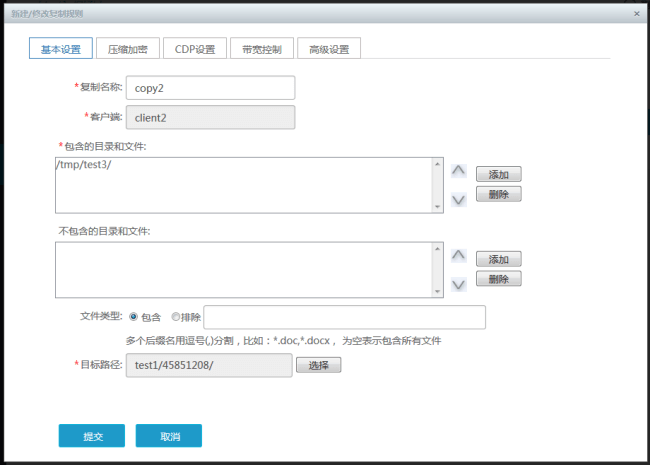 新建/修改复制规则
基本设置 压缩加密 CDP设置 带宽控制 高级设置
*复制名称: copy2
*客户端: client2
*包含的目录和文件:
/tmp/test3/
添加
删除
不包含的目录和文件:
添加
删除
文件类型: 包含 排除
多个后缀名用逗号(,)分割，比如：*.doc,*.docx， 为空表示包含所有文件
*目标路径: test1/45851208/ 选择
提交 取消